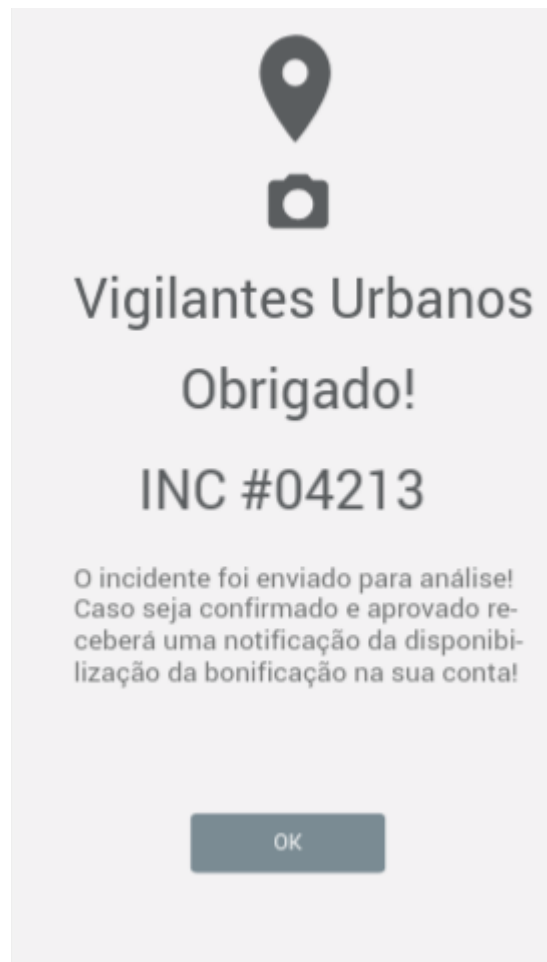 Vigilantes Urbanos
Obrigado!
INC #04213
O incidente foi enviado para análise!
Caso seja confirmado e aprovado re-
ceberá uma notificação da disponibi-
lização da bonificação na sua conta!
OK